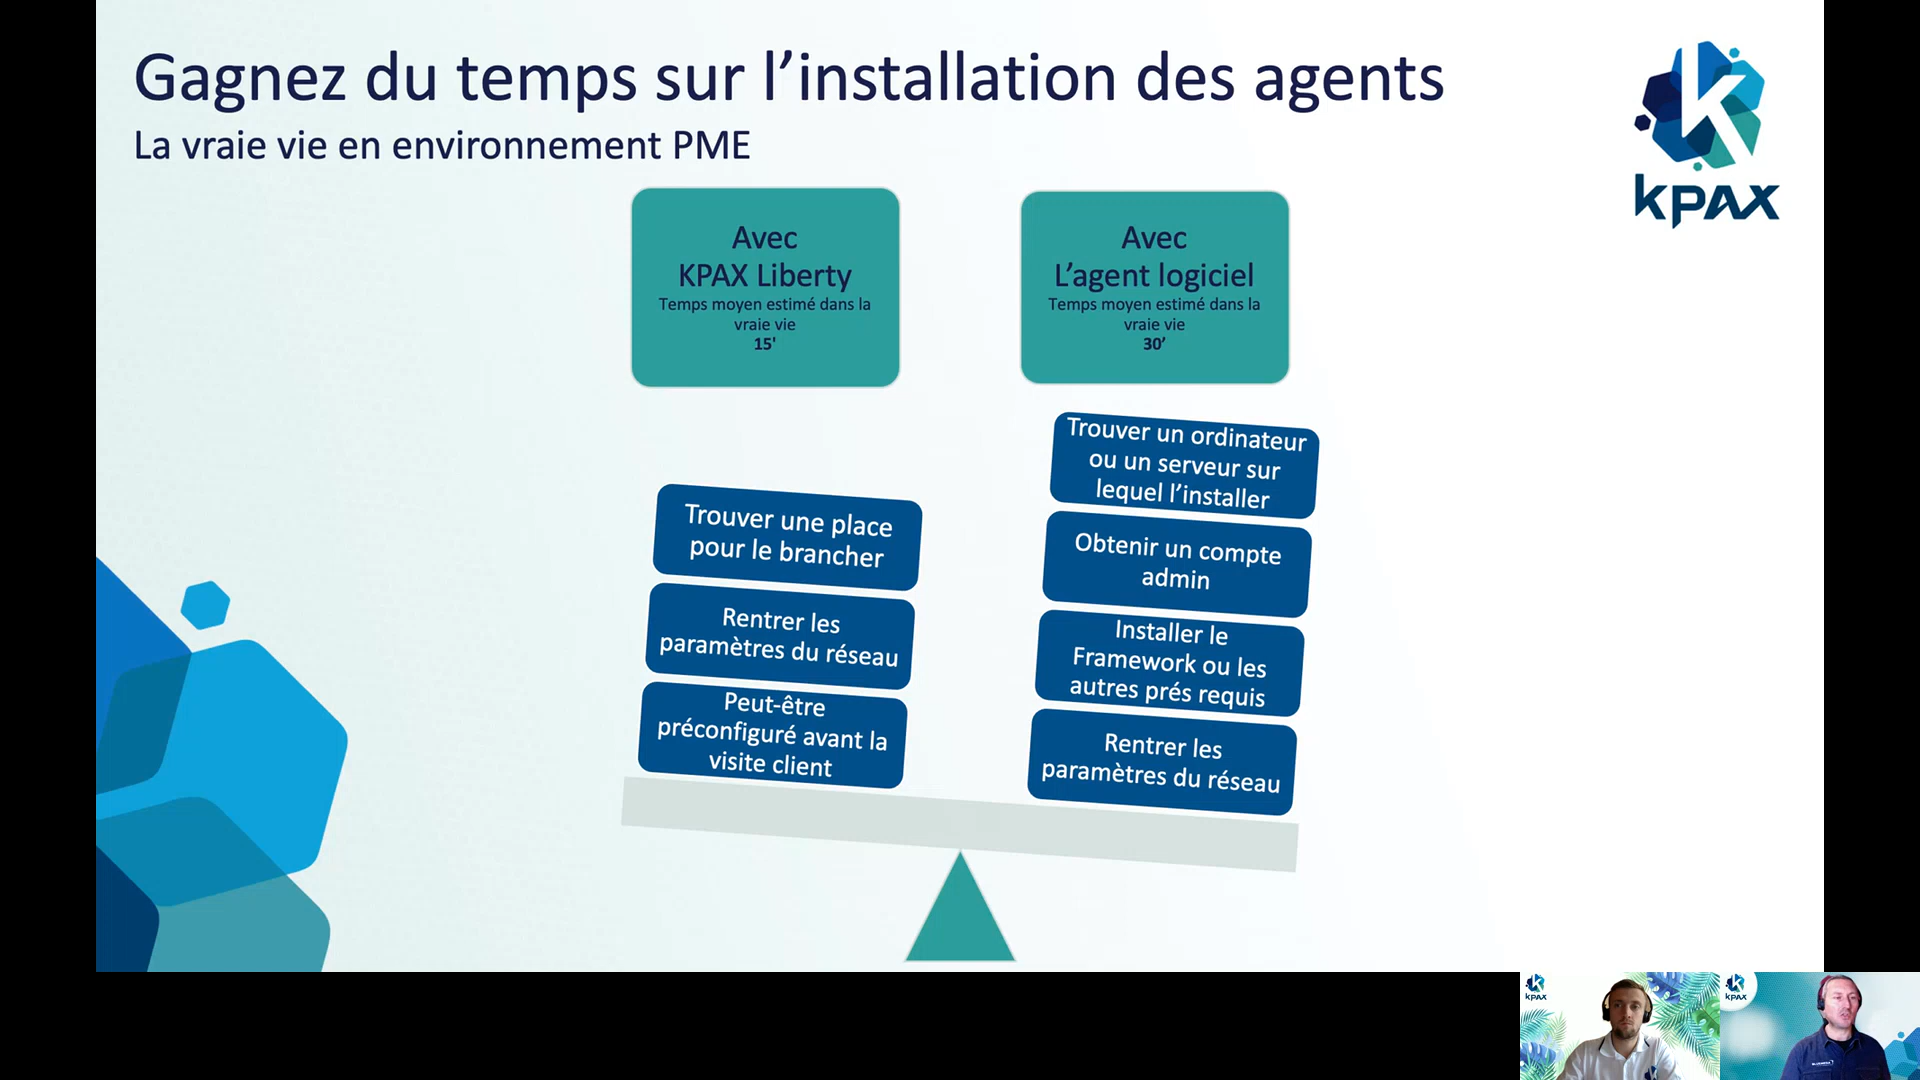 Gagnez du temps sur l’installation des agents
La vraie vie en environnement PME
kpax
Avec
KPAX Liberty
Temps moyen estimé dans la
vraie vie
15'
Avec
L’agent logiciel
Temps moyen estimé dans la
vraie vie
30’
Trouver une place
pour le brancher
Rentrer les
paramètres du réseau
Peut-être
préconfiguré avant la
visite client
Trouver un ordinateur
ou un serveur sur
lequel l’installer
Obtenir un compte
admin
Installer le
Framework ou les
autres prés requis
Rentrer les
paramètres du réseau
kpax
kpax